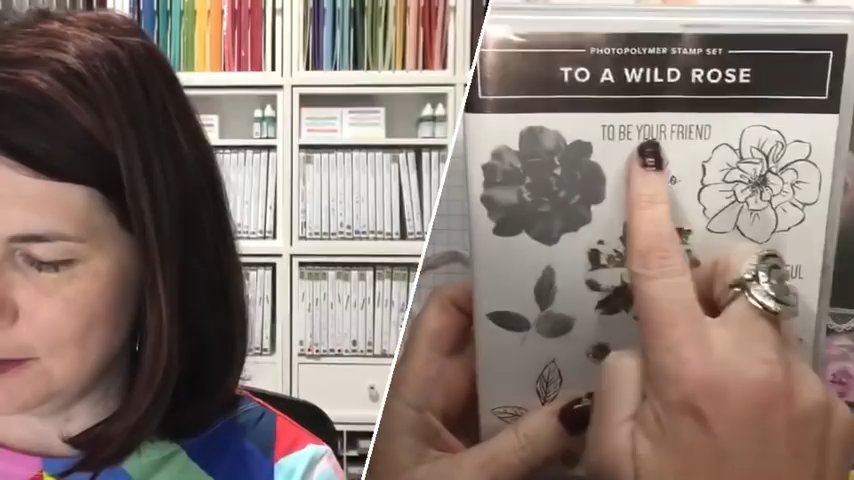 PHOTOPOLYMER STAMP SET
TO A WILD ROSE
TO BE YOUR FRIEND